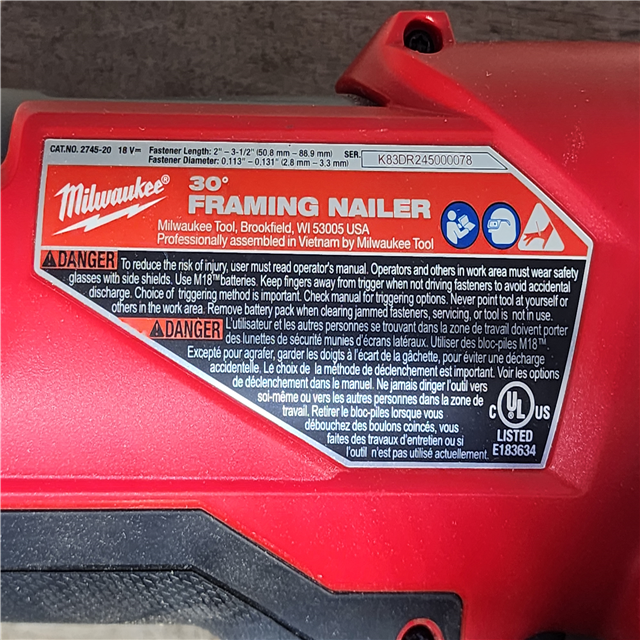 CAT.NO. 2745-20 18 V⎓ Fastener Length: 2" - 3-1/2" (50.8 mm - 88.9 mm) SER.
Fastener Diameter: 0.113" - 0.131" (2.8 mm - 3.3 mm)
K83DR245000078
Milwaukee®
30°
FRAMING NAILER
Milwaukee Tool, Brookfield, WI 53005 USA
Professionally assembled in Vietnam by Milwaukee Tool
DANGER To reduce the risk of injury, user must read operator's manual. Operators and others in work area must wear safety
glasses with side shields. Use M18™batteries. Keep fingers away from trigger when not driving fasteners to avoid accidental
discharge. Choice of triggering method is important. Check manual for triggering options. Never point tool at yourself or
others in the work area. Remove battery pack when clearing jammed fasteners, servicing, or tool is not in use.
DANGER L'utilisateur et les autres personnes se trouvant dans la zone de travail doivent porter
des lunettes de sécurité munies d'écrans latéraux. Utiliser des bloc-piles M18™.
Excepté pour agrafer, garder les doigts à l'écart de la gâchette, pour éviter une décharge
accidentelle. Le choix de la méthode de déclenchement est important. Voir les options
de déclenchement dans le manuel. Ne jamais diriger l'outil vers
soi-même ou vers les autres personnes dans la zone de
travail. Retirer le bloc-piles lorsque vous
débouchez des boulons coincés, vous
faites des travaux d'entretien ou si
l'outil n'est pas utilisé actuellement.
C UL US
LISTED
E183634